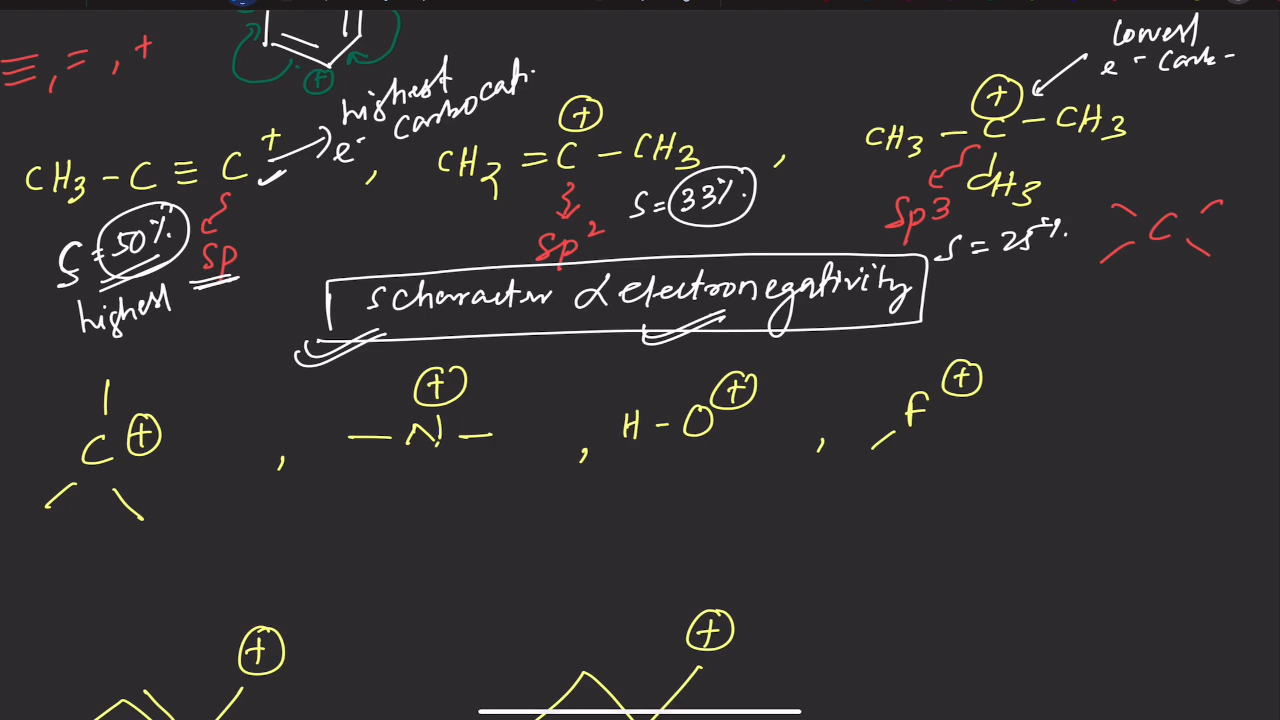 ≡, =, +
highest
e⁻ carbocati.
lowest
e⁻ carb-
CH3 - C ≡ C +, CH2 = C - CH3, CH3 - C - CH3
+
+
CH3
S = 50%
highest
sp
S = 33%
sp2
sp3
S = 25%
C
s character α electronegativity
C +, - N -, H - O +, F +
+
+
+
+